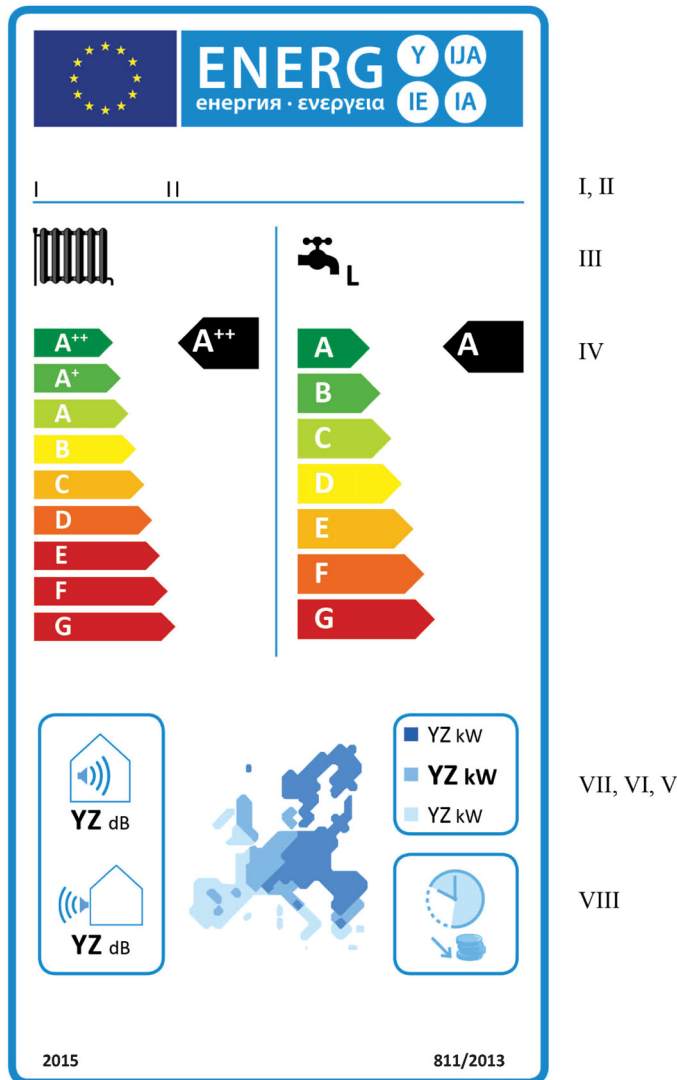 ENERG Y IJA
енергия · ενεργεια IE IA
I II I, II
III
L
A++ A++ A A IV
A+ B
A C
B D
C E
D F
E G
F
G
YZ kW
YZ kW VII, VI, V
YZ dB YZ kW
VIII
YZ dB
2015 811/2013